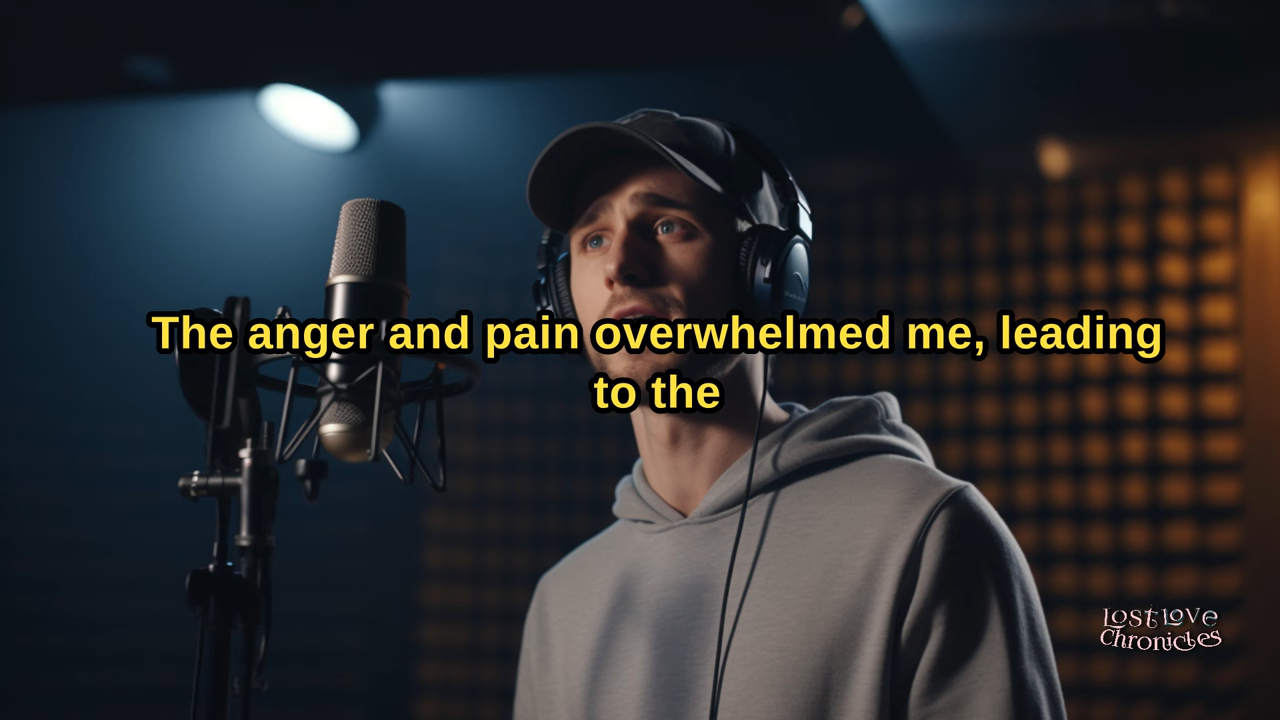 The anger and pain overwhelmed me, leading
to the
Lost Love
Chronicles